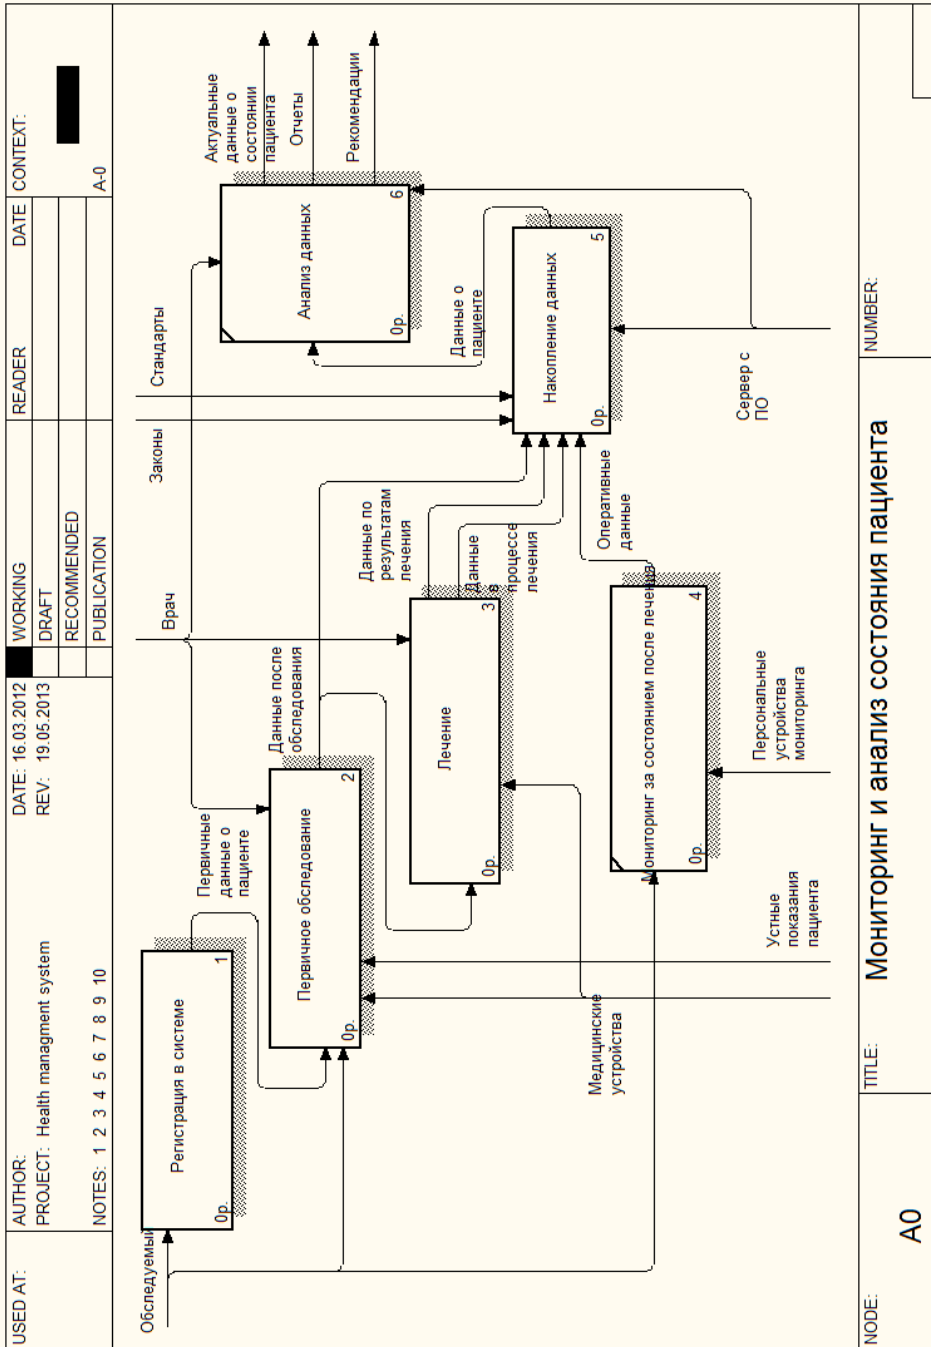 USED AT:
AUTHOR:
PROJECT: Health managment system
NOTES: 1 2 3 4 5 6 7 8 9 10
DATE: 16.03.2012
REV: 19.05.2013
WORKING
DRAFT
RECOMMENDED
PUBLICATION
READER
DATE
CONTEXT:
A-0
Обследуемый
Регистрация в системе
0р.
1
Первичные
данные о
пациенте
Первичное обследование
0р.
2
Данные после
обследования
Врач
Законы
Стандарты
Лечение
0р.
3
Данные по
результатам
лечения
Данные
в
процессе
лечения
Мониторинг за состоянием после лечения
0р.
4
Оперативные
данные
Накопление данных
0р.
5
Данные о
пациенте
Анализ данных
0р.
6
Актуальные
данные о
состоянии
пациента
Отчеты
Рекомендации
Медицинские
устройства
Устные
показания
пациента
Персональные
устройства
мониторинга
Сервер с
ПО
NODE:
A0
TITLE:
Мониторинг и анализ состояния пациента
NUMBER: